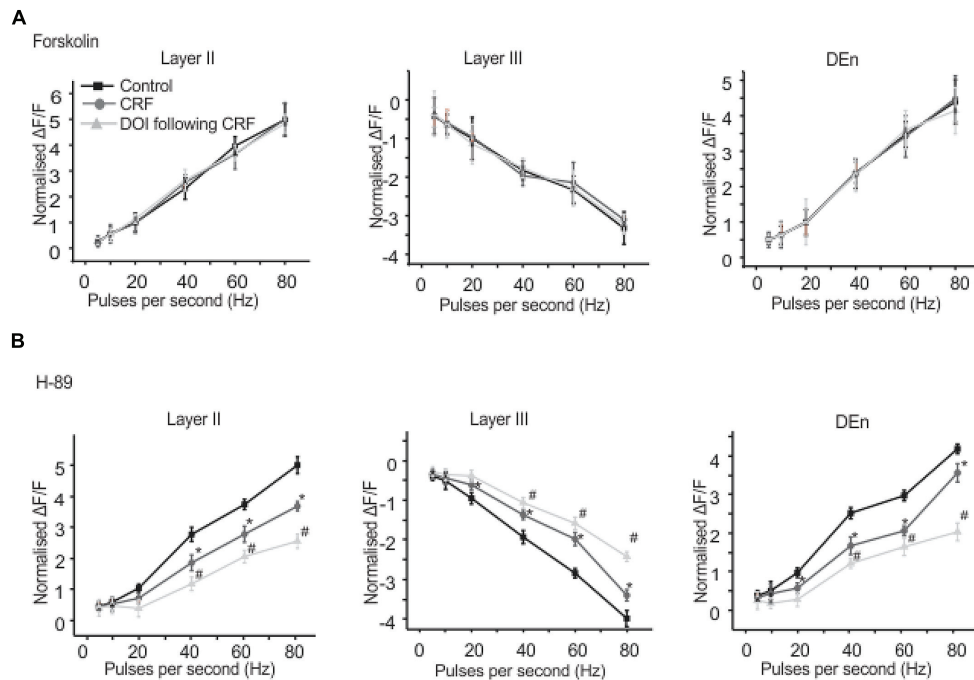 A
Forskolin
Layer II
Layer III
DEn
Control
CRF
DOI following CRF
Normalised ΔF/F
6
5
4
3
2
1
0
0 20 40 60 80
Pulses per second (Hz)
Normalised ΔF/F
0
-1
-2
-3
-4
0 20 40 60 80
Pulses per second (Hz)
Normalised ΔF/F
5
4
3
2
1
0
0 20 40 60 80
Pulses per second (Hz)
B
H-89
Layer II
Layer III
DEn
Normalised ΔF/F
5
4
3
2
1
0
* * *
# # #
0 20 40 60 80
Pulses per second (Hz)
Normalised ΔF/F
0
-1
-2
-3
-4
# # #
* * * *
0 20 40 60 80
Pulses per second (Hz)
Normalised ΔF/F
4
3
2
1
0
* * * *
# # #
0 20 40 60 80
Pulses per second (Hz)